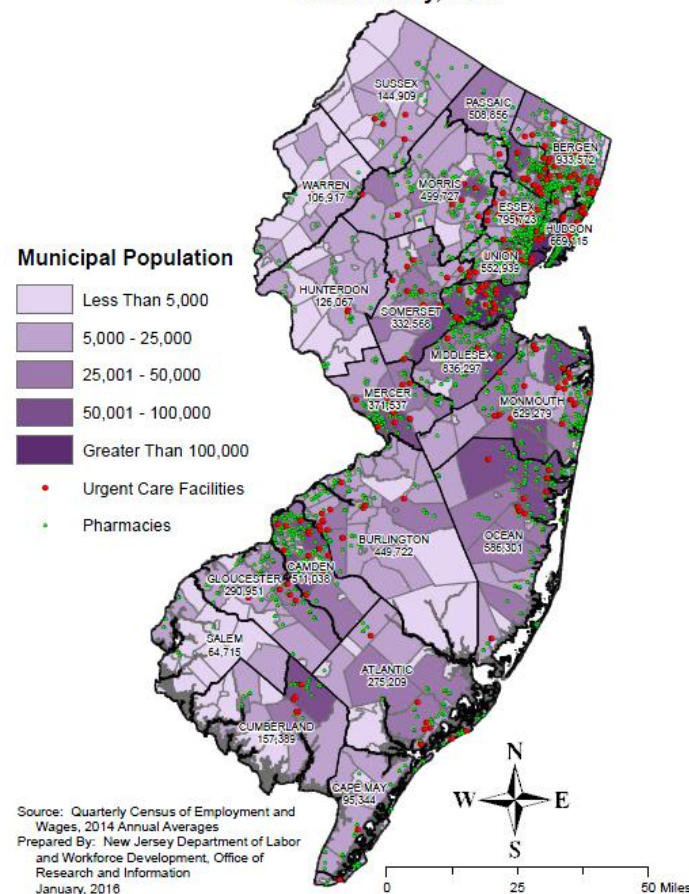 SUSSEX
144,909
PASSAIC
508,856
BERGEN
933,572
WARREN
106,917
MORRIS
499,727
ESSEX
795,723
HUDSON
669,115
UNION
552,939
Municipal Population
Less Than 5,000
5,000 - 25,000
25,001 - 50,000
50,001 - 100,000
Greater Than 100,000
Urgent Care Facilities
Pharmacies
HUNTERDON
126,067
SOMERSET
332,568
MIDDLESEX
836,297
MERCER
371,537
MONMOUTH
629,279
OCEAN
586,301
BURLINGTON
449,722
CAMDEN
511,038
GLOUCESTER
290,951
SALEM
64,715
ATLANTIC
275,209
CUMBERLAND
157,389
CAPE MAY
95,344
N
W
E
S
Source: Quarterly Census of Employment and
Wages, 2014 Annual Averages
Prepared By: New Jersey Department of Labor
and Workforce Development, Office of
Research and Information
January, 2016
0 25 50 Miles